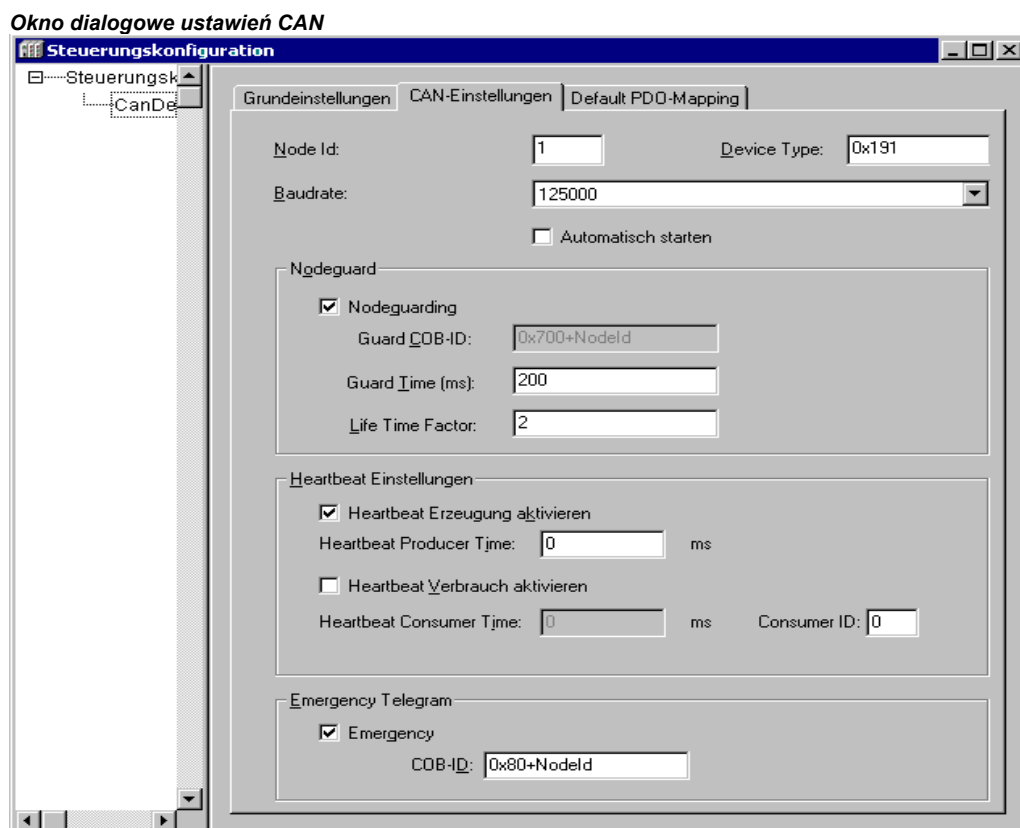 Okno dialogowe ustawień CAN
Steuerungskonfiguration
Steuerungsk
CanDe
Grundeinstellungen CAN-Einstellungen Default PDO-Mapping
Node Id: 1 Device Type: 0x191
Baudrate: 125000
Automatisch starten
Nodeguard
Nodeguarding
Guard COB-ID: 0x700+NodeId
Guard Time (ms): 200
Life Time Factor: 2
Heartbeat Einstellungen
Heartbeat Erzeugung aktivieren
Heartbeat Producer Time: 0 ms
Heartbeat Verbrauch aktivieren
Heartbeat Consumer Time: 0 ms Consumer ID: 0
Emergency Telegram
Emergency
COB-ID: 0x80+NodeId